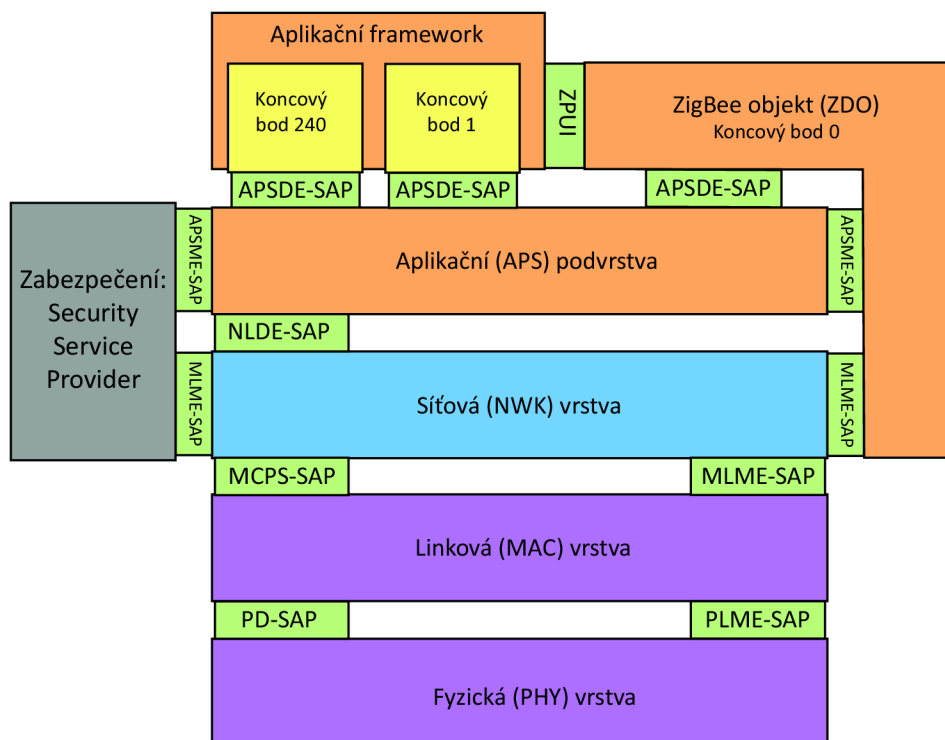 Aplikační framework
Koncový
bod 240
Koncový
bod 1
ZPUI
ZigBee objekt (ZDO)
Koncový bod 0
APSDE-SAP
APSDE-SAP
APSDE-SAP
Zabezpečení:
Security
Service
Provider
APSME-SAP
Aplikační (APS) podvrstva
APSME-SAP
NLDE-SAP
MLME-SAP
Síťová (NWK) vrstva
MLME-SAP
MCPS-SAP
MLME-SAP
Linková (MAC) vrstva
PD-SAP
PLME-SAP
Fyzická (PHY) vrstva